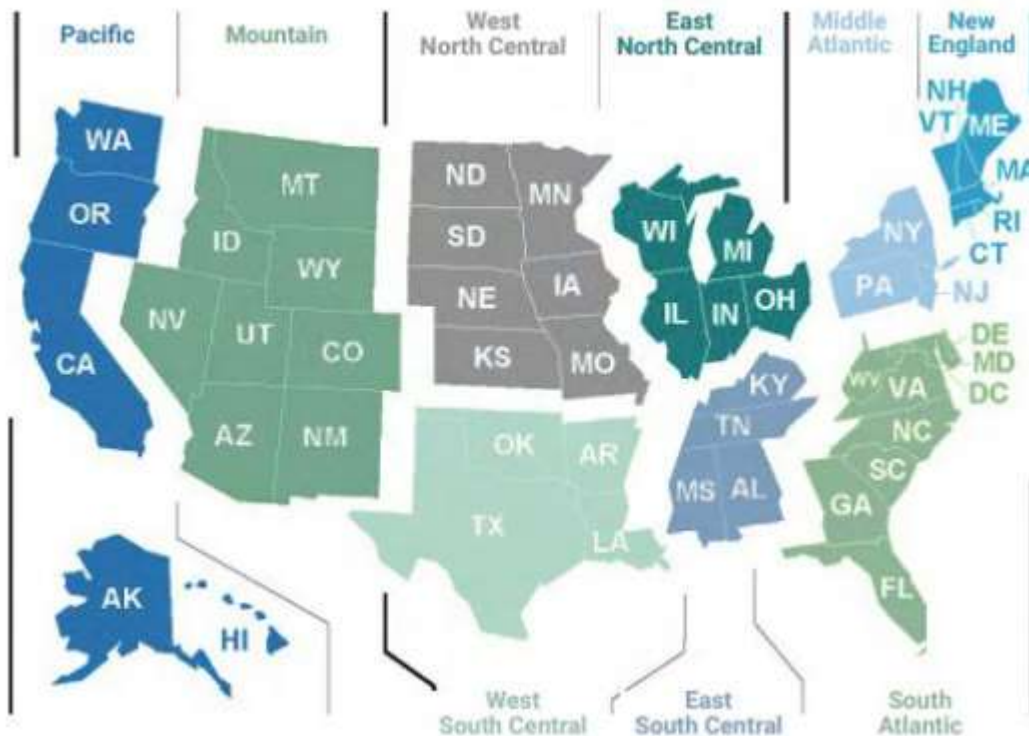 Pacific
Mountain
West
North Central
East
North Central
Middle
Atlantic
New
England
WA
OR
CA
AK
HI
MT
ID
WY
NV
UT
CO
AZ
NM
ND
SD
NE
KS
MN
IA
MO
OK
AR
TX
LA
WI
MI
IL
IN
OH
KY
TN
MS
AL
NY
PA
NJ
NH
VT
ME
MA
RI
CT
DE
MD
DC
WV
VA
NC
SC
GA
FL
West
South Central
East
South Central
South
Atlantic